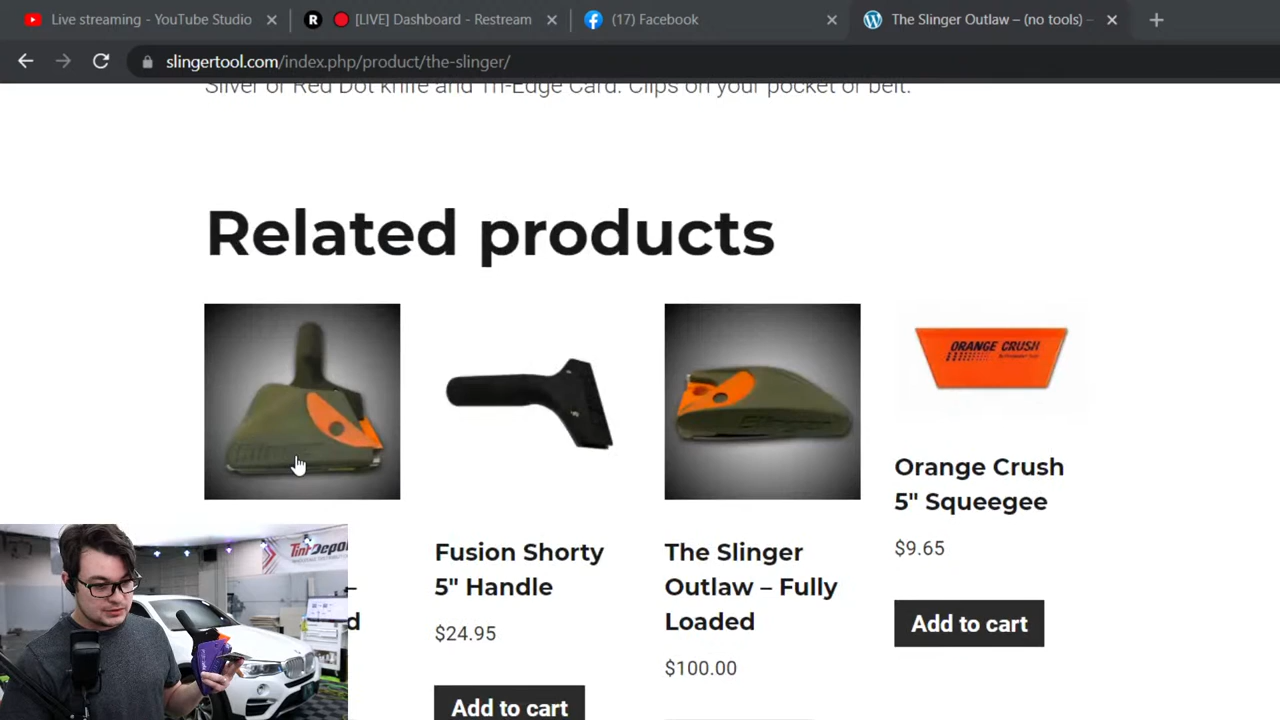 Live streaming - YouTube Studio
R
[LIVE] Dashboard - Restream
(17) Facebook
The Slinger Outlaw – (no tools) –
slingertool.com/index.php/product/the-slinger/
Silver or Red Dot knife and Tri-Edge Card. Clips on your pocket or belt.
Related products
ORANGE CRUSH
Orange Crush
5" Squeegee
$9.65
Add to cart
Fusion Shorty
5" Handle
$24.95
Add to cart
The Slinger
Outlaw – Fully
Loaded
$100.00
–
d